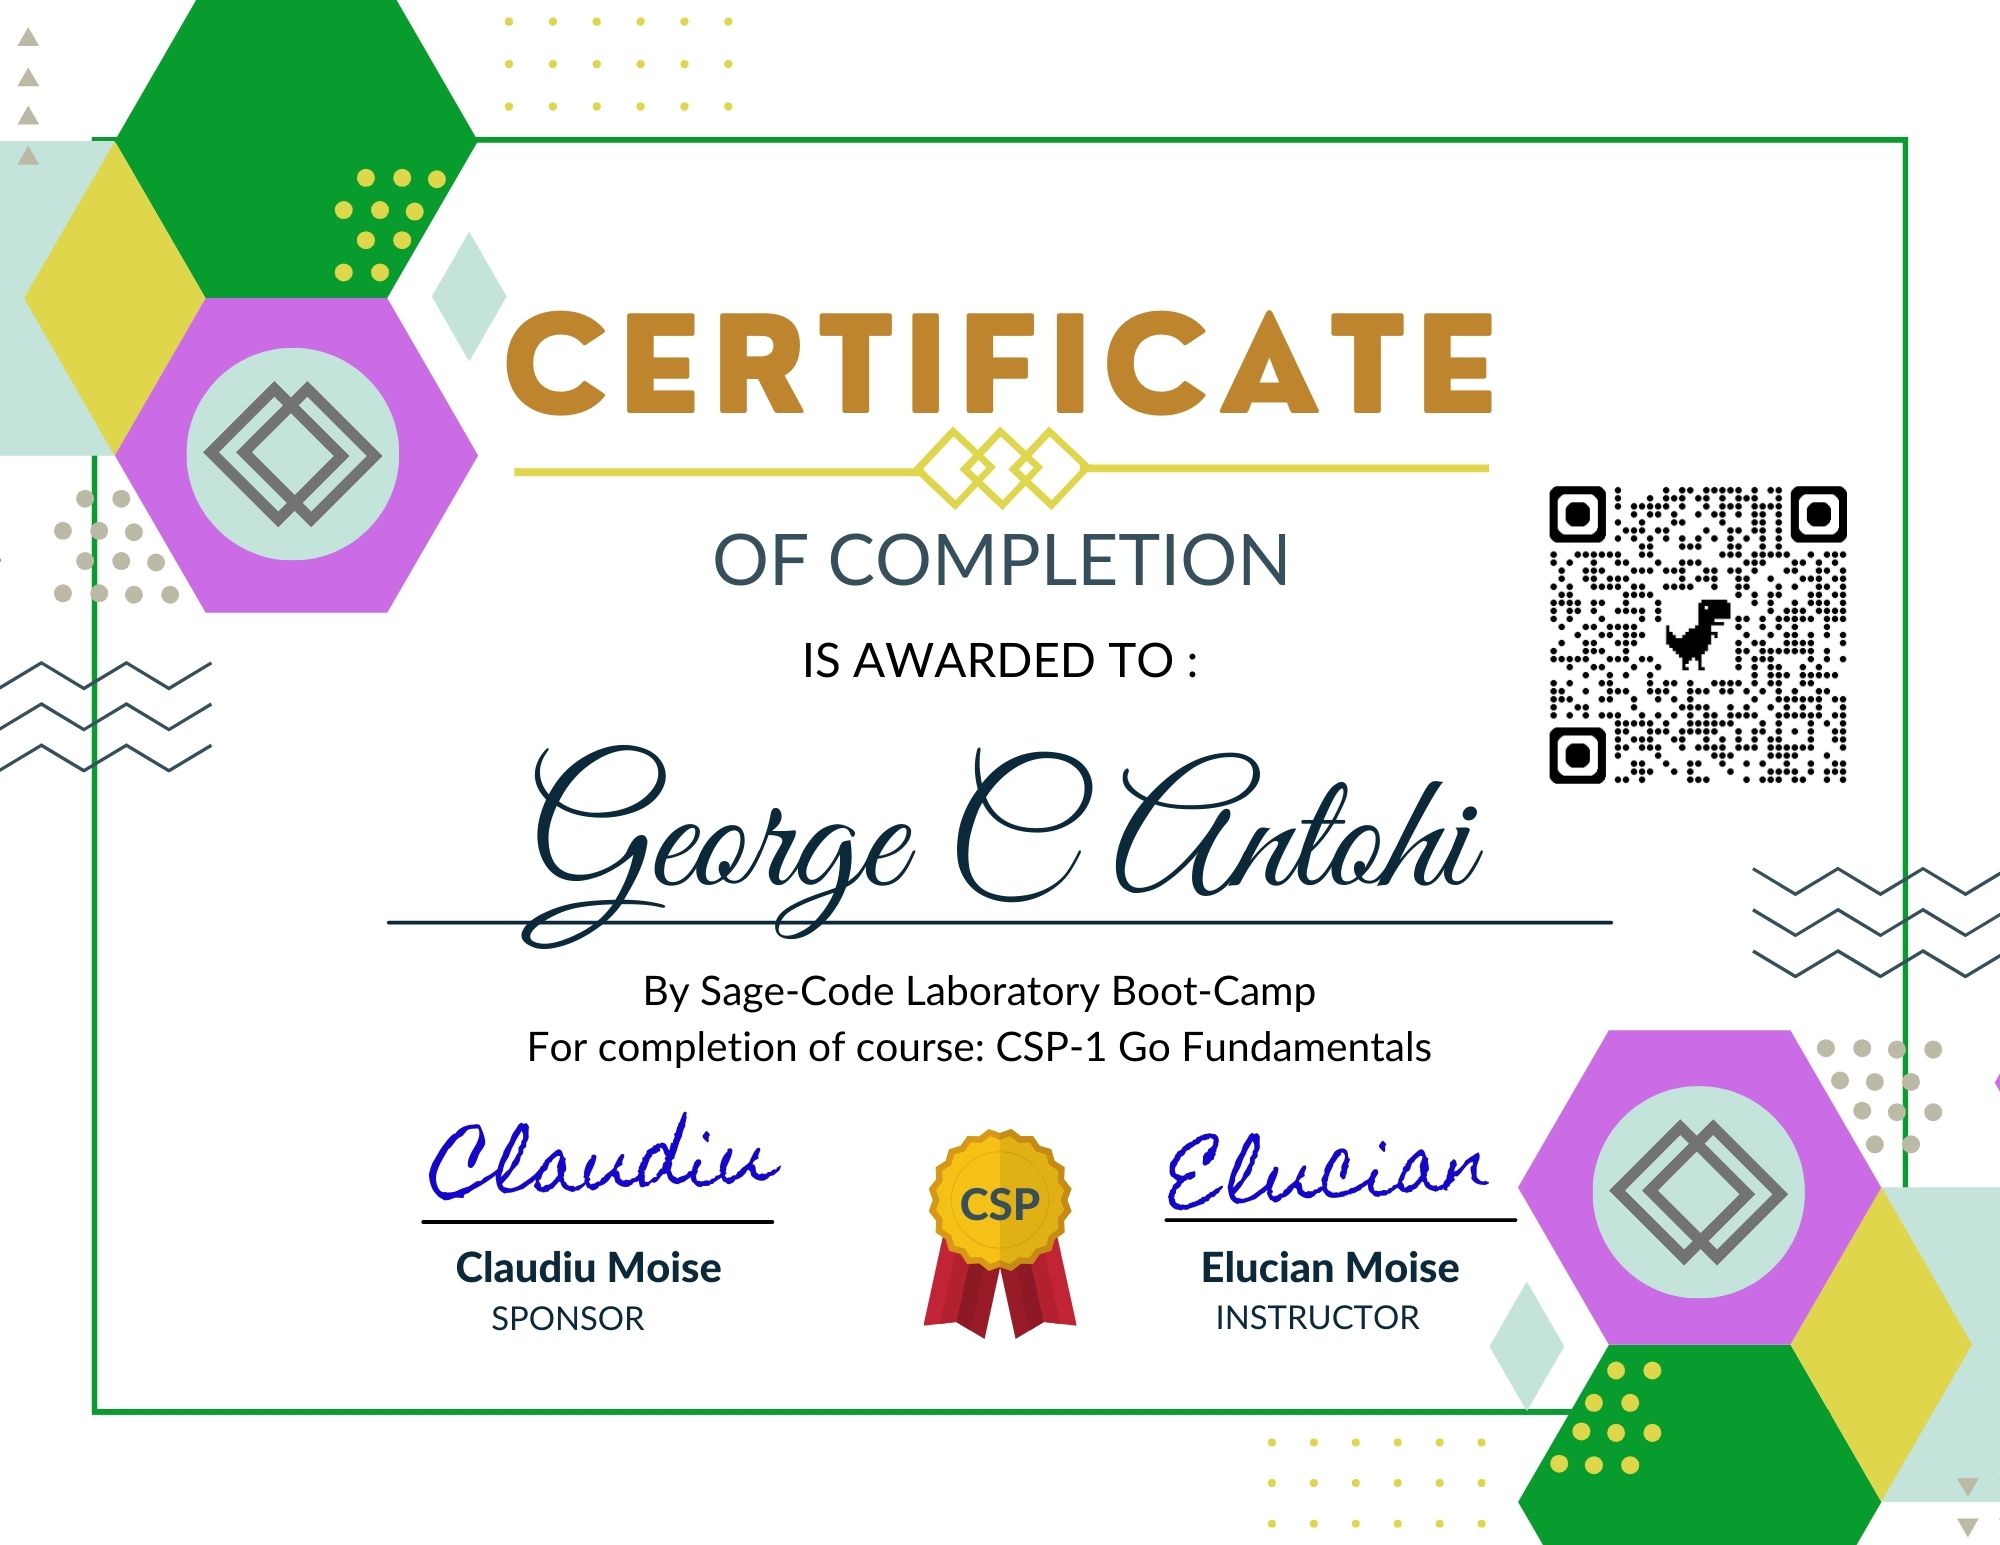 CERTIFICATE
OF COMPLETION
IS AWARDED TO :
George C Antohi
By Sage-Code Laboratory Boot-Camp
For completion of course: CSP-1 Go Fundamentals
Claudiu
Claudiu Moise
SPONSOR
CSP
Elucian
Elucian Moise
INSTRUCTOR